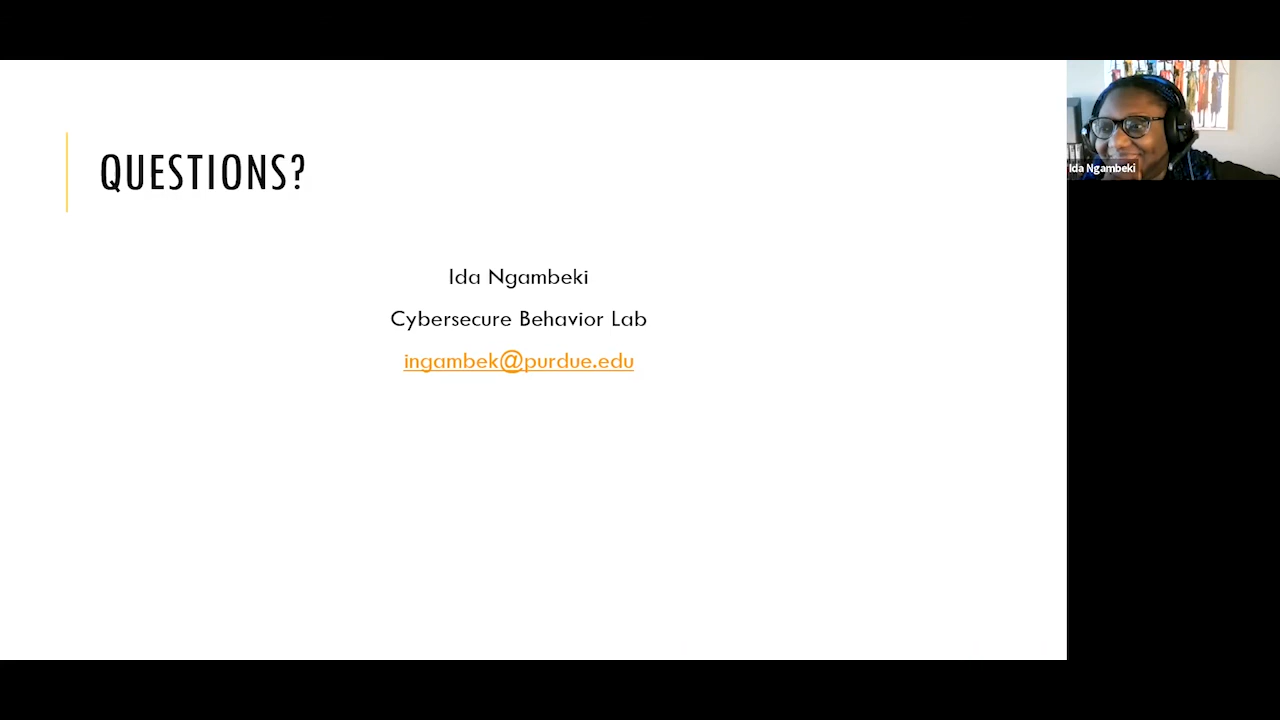 QUESTIONS?
Ida Ngambeki
Cybersecure Behavior Lab
ingambek@purdue.edu
Ida Ngambeki